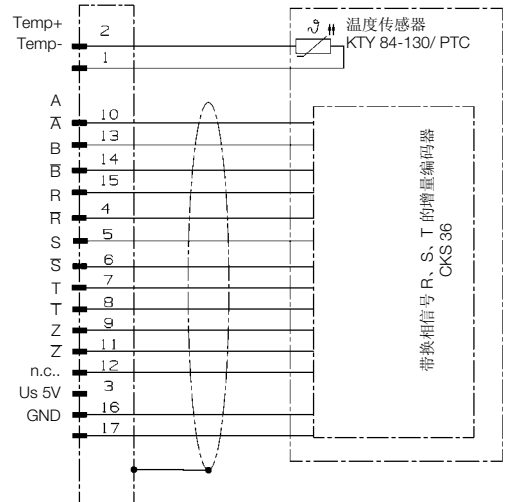 Temp+
Temp-
A
A̅
B
B̅
R
R̅
S
S̅
T
T̅
Z
Z̅
n.c..
Us 5V
GND
2
1
10
13
14
15
4
5
6
7
8
9
11
12
3
16
17
ϑ
温度传感器
KTY 84-130/ PTC
带换相信号 R、S、T 的增量编码器
CKS 36